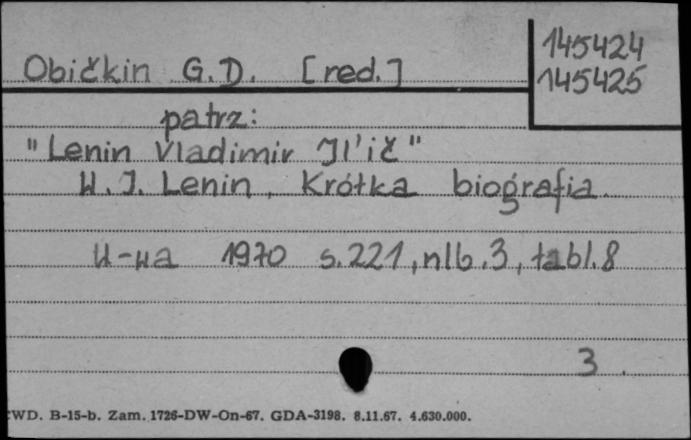 145424
Običkin G.D. [red.] 145425
patrz:
"Lenin Vladimir Il'ič"
W.I. Lenin, Krótka biografia.
W-wa 1970 s.221, nlb.3, tabl.8
3.
WD. B-15-b. Zam. 1726-DW-On-67. GDA-3198. 8.11.67. 4.630.000.